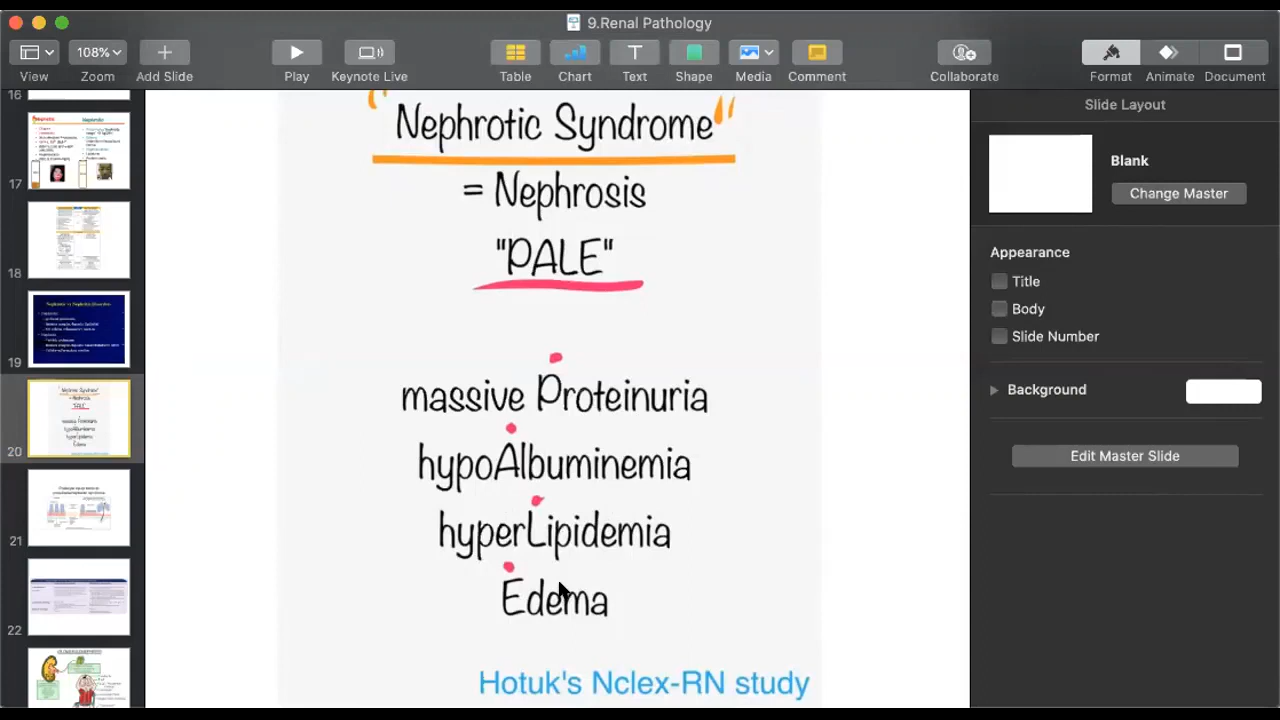 9.Renal Pathology
108%
View
Zoom
Add Slide
Play
Keynote Live
Table
Chart
Text
Shape
Media
Comment
Collaborate
Format
Animate
Document
16
17
18
19
20
21
22
"Nephrotic Syndrome"
= Nephrosis
"PALE"
massive Proteinuria
hypoAlbuminemia
hyperLipidemia
Edema
Hotuk's Nclex-RN study
Slide Layout
Blank
Change Master
Appearance
Title
Body
Slide Number
Background
Edit Master Slide